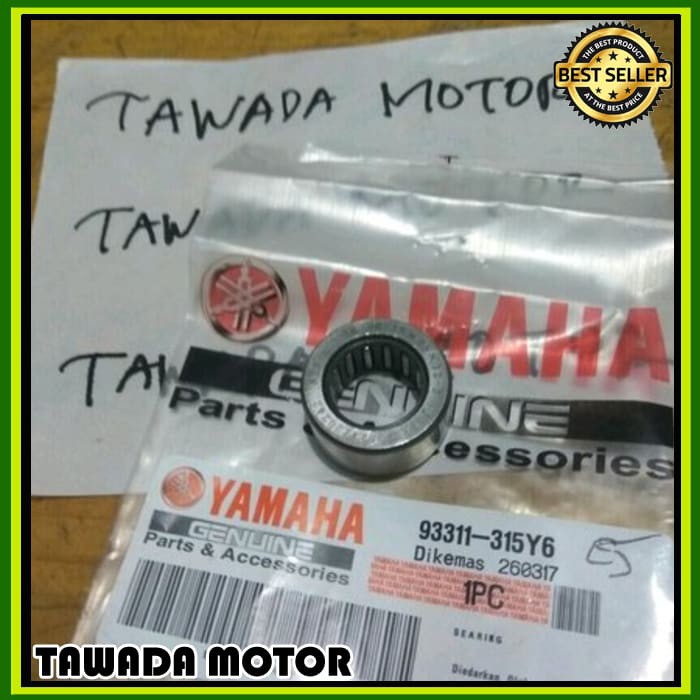 THE BEST PRODUCT
BEST SELLER
AT THE BEST PRICE
TAWADA MOTOR
TAW
TAW
YAMAHA
GENUINE
Parts & essories
YAMAHA
GENUINE
Parts & Accessories
93311-315Y6
Dikemas 260317
1PC
BEARING
TAWADA MOTOR